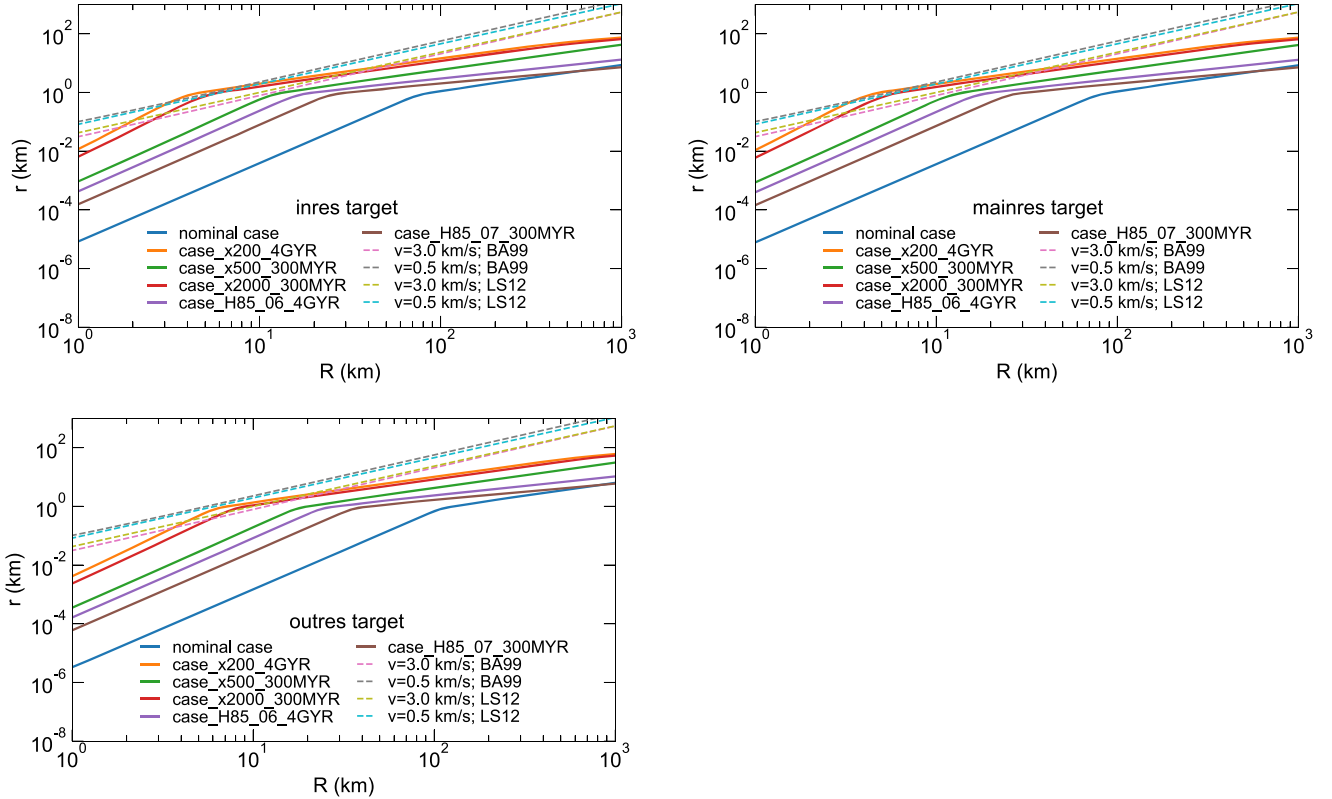 10^2
10^0
10^-2
10^-4
10^-6
10^-8
r (km)
inres target
nominal case
case_x200_4GYR
case_x500_300MYR
case_x2000_300MYR
case_H85_06_4GYR
case_H85_07_300MYR
v=3.0 km/s; BA99
v=0.5 km/s; BA99
v=3.0 km/s; LS12
v=0.5 km/s; LS12
10^0 10^1 10^2 10^3
R (km)
10^2
10^0
10^-2
10^-4
10^-6
10^-8
r (km)
mainres target
nominal case
case_x200_4GYR
case_x500_300MYR
case_x2000_300MYR
case_H85_06_4GYR
case_H85_07_300MYR
v=3.0 km/s; BA99
v=0.5 km/s; BA99
v=3.0 km/s; LS12
v=0.5 km/s; LS12
10^0 10^1 10^2 10^3
R (km)
10^2
10^0
10^-2
10^-4
10^-6
10^-8
r (km)
outres target
nominal case
case_x200_4GYR
case_x500_300MYR
case_x2000_300MYR
case_H85_06_4GYR
case_H85_07_300MYR
v=3.0 km/s; BA99
v=0.5 km/s; BA99
v=3.0 km/s; LS12
v=0.5 km/s; LS12
10^0 10^1 10^2 10^3
R (km)